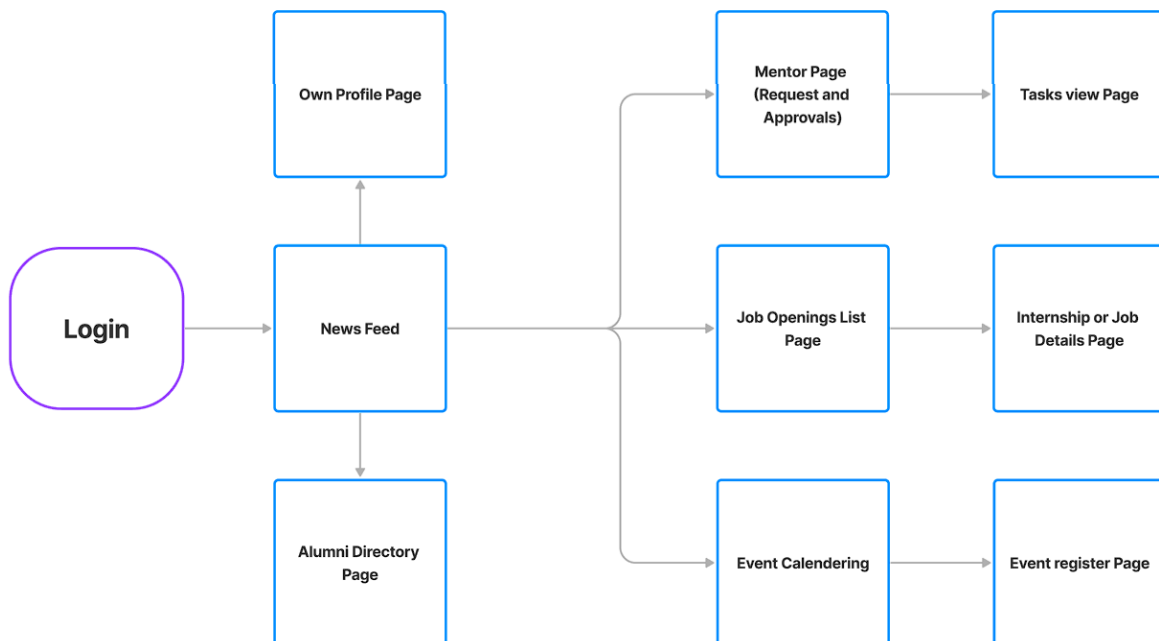 Own Profile Page
Mentor Page
(Request and
Approvals)
Tasks view Page
Login
News Feed
Job Openings List
Page
Internship or Job
Details Page
Alumni Directory
Page
Event Calendering
Event register Page